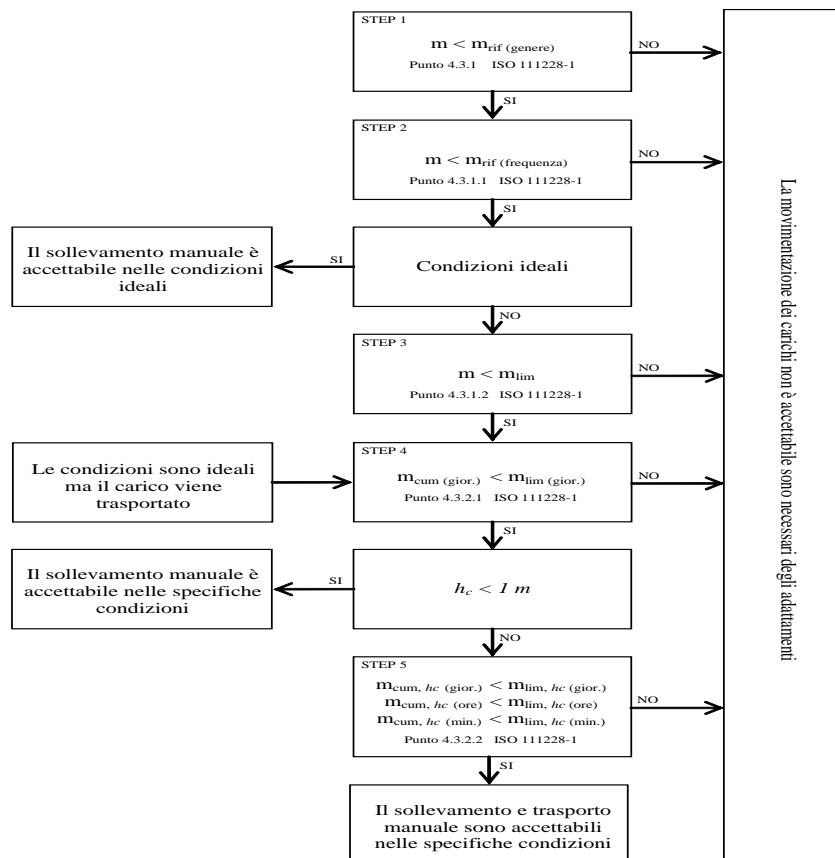 STEP 1
m < mrif (genere)
Punto 4.3.1 ISO 111228-1
NO
SI
STEP 2
m < mrif (frequenza)
Punto 4.3.1.1 ISO 111228-1
NO
SI
Il sollevamento manuale è
accettabile nelle condizioni
ideali
SI
Condizioni ideali
NO
STEP 3
m < mlim
Punto 4.3.1.2 ISO 111228-1
NO
SI
Le condizioni sono ideali
ma il carico viene
trasportato
STEP 4
mcum (gior.) < mlim (gior.)
Punto 4.3.2.1 ISO 111228-1
NO
SI
Il sollevamento manuale è
accettabile nelle specifiche
condizioni
SI
hc < 1 m
NO
STEP 5
mcum, hc (gior.) < mlim, hc (gior.)
mcum, hc (ore) < mlim, hc (ore)
mcum, hc (min.) < mlim, hc (min.)
Punto 4.3.2.2 ISO 111228-1
NO
SI
Il sollevamento e trasporto
manuale sono accettabili
nelle specifiche condizioni
La movimentazione dei carichi non è accettabile sono necessari degli adattamenti